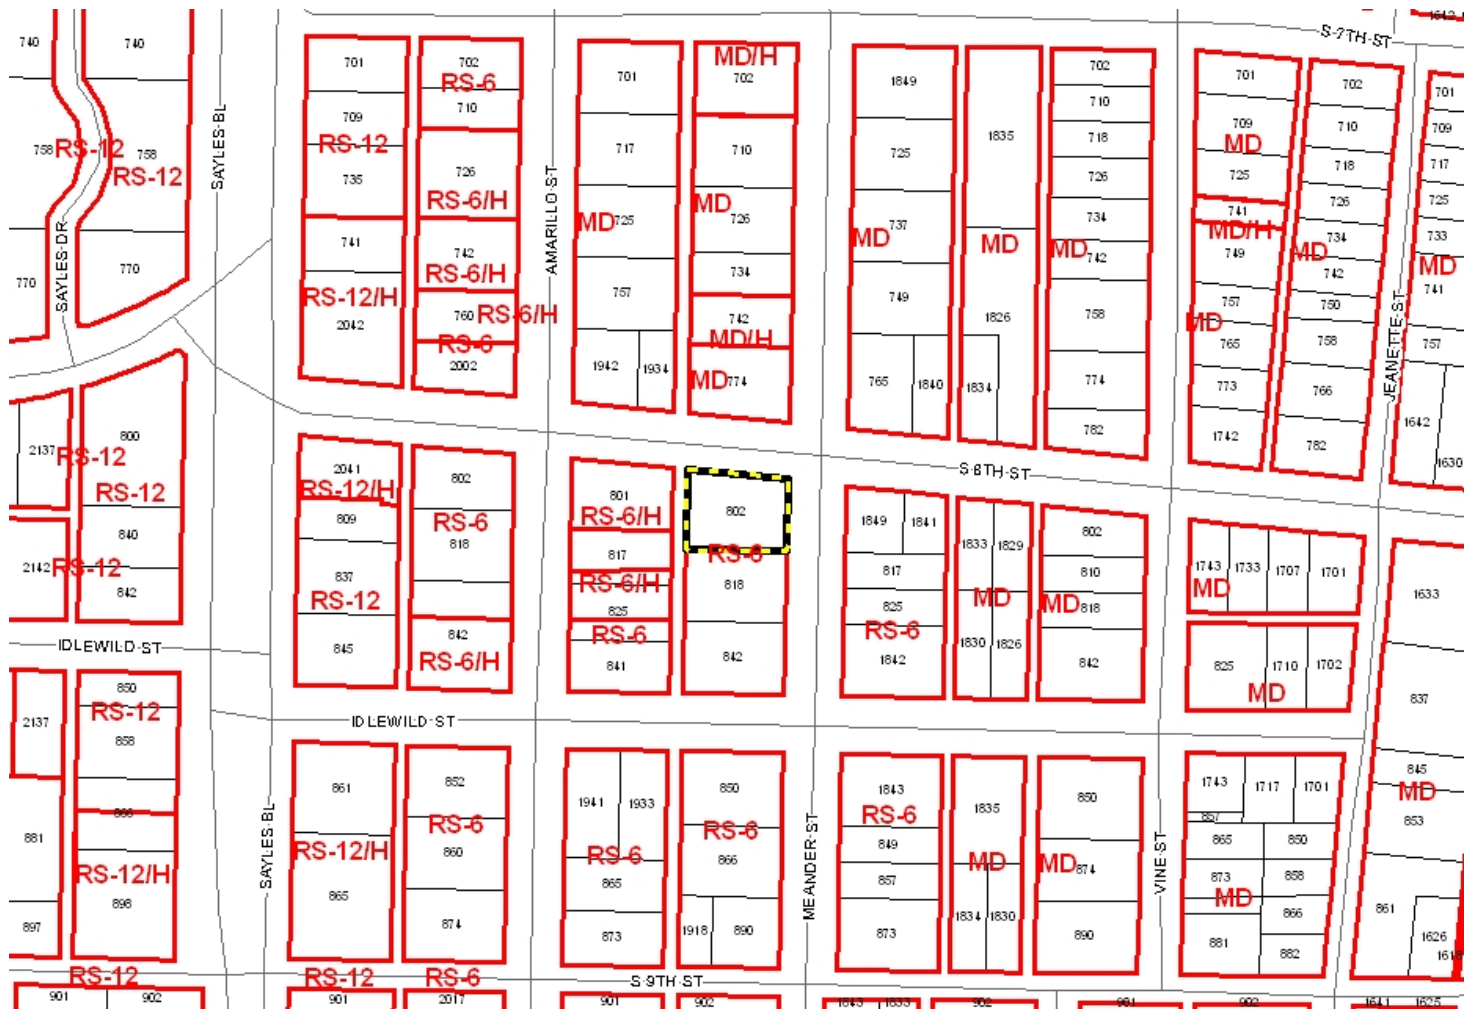 740
740
758
RS-12
758
RS-12
770
770
SAYLES DR
SAYLES BL
701
709
RS-12
735
741
RS-12/H
2042
702
RS-6
710
726
RS-6/H
742
RS-6/H
760
RS-6/H
RS-6
2002
AMARILLO ST
701
717
MD
725
757
1942
1934
MD/H
702
710
MD
726
734
742
MD/H
MD
774
1849
725
737
MD
749
765
1840
1835
MD
1826
1834
702
710
718
726
734
MD
742
758
774
782
S 7TH ST
701
709
MD
725
741
MD/H
749
757
MD
765
773
1742
702
710
718
726
734
MD
742
750
758
766
782
JEANETTE ST
1642
701
709
717
725
733
MD
741
757
1642
1630
S 8TH ST
2137
RS-12
800
RS-12
840
2142
RS-12
842
2041
RS-12/H
809
837
RS-12
845
802
RS-6
818
842
RS-6/H
801
RS-6/H
817
RS-6/H
825
RS-6
841
802
RS-6
818
842
1849
1841
817
825
RS-6
1842
1833
1829
MD
1830
1826
802
810
MD
818
842
1743
1733
1707
1701
MD
825
1710
1702
MD
1633
837
845
MD
853
861
1626
1618
IDLEWILD ST
IDLEWILD ST
2137
850
RS-12
858
866
881
RS-12/H
898
897
SAYLES BL
861
RS-12/H
865
852
RS-6
860
874
1941
1933
RS-6
865
873
850
RS-6
866
1918
890
MEANDER ST
1843
RS-6
849
857
873
1835
MD
1834
1830
850
MD
874
890
VINE ST
1743
1717
1701
857
865
850
873
858
MD
866
881
882
RS-12
RS-12
RS-6
S 9TH ST
901
902
901
2017
901
902
1843
1833
902
901
902
1641
1625